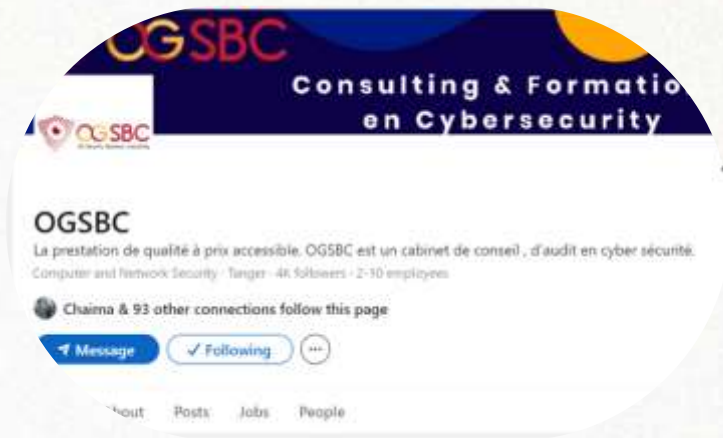 OGSBC
Consulting & Formatio
en Cybersecurity
OGSBC
OGSBC
La prestation de qualité à prix accessible. OGSBC est un cabinet de conseil , d'audit en cyber sécurité.
Computer and Network Security · Tanger · 4K followers · 2-10 employees
Chaima & 93 other connections follow this page
Message
✓ Following
...
bout
Posts
Jobs
People